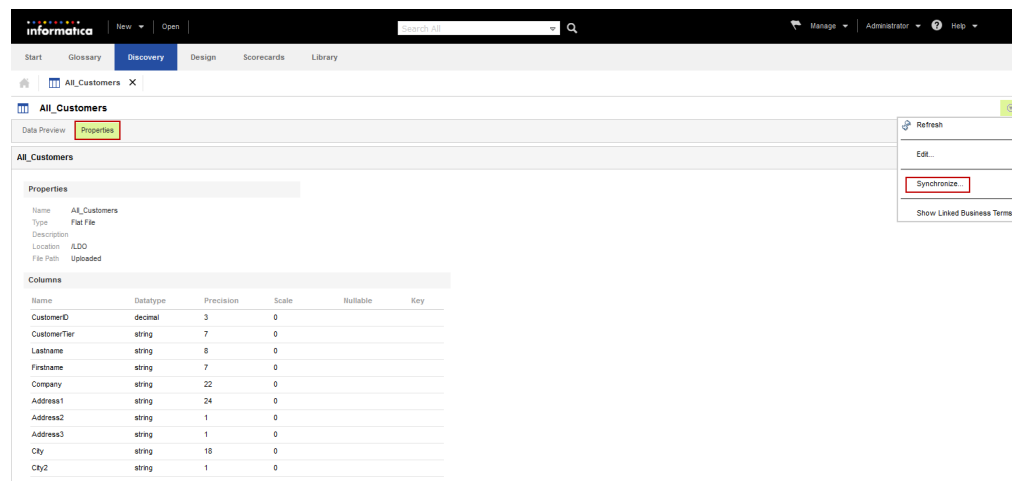 informatica New Open Search All Manage Administrator ? Help
Start Glossary Discovery Design Scorecards Library
All_Customers X
All_Customers
Data Preview Properties
Refresh
Edit...
Synchronize...
Show Linked Business Terms
All_Customers
Properties
Name All_Customers
Type Flat File
Description
Location /LDO
File Path Uploaded
Columns
Name Datatype Precision Scale Nullable Key
CustomerID decimal 3 0
CustomerTier string 7 0
Lastname string 8 0
Firstname string 7 0
Company string 22 0
Address1 string 24 0
Address2 string 1 0
Address3 string 1 0
City string 18 0
City2 string 1 0